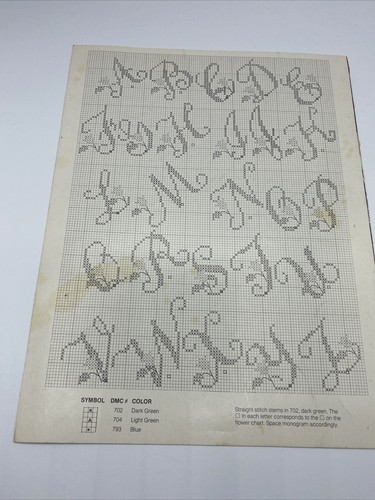 A B C D E
F G H I J K
L M N O P
Q R S T U
V W X Y Z
SYMBOL DMC # COLOR
702 Dark Green
704 Light Green
793 Blue
Straight stitch stems in 702, dark green. The
☐ in each letter corresponds to the ☐ on the
flower chart. Space monogram accordingly.